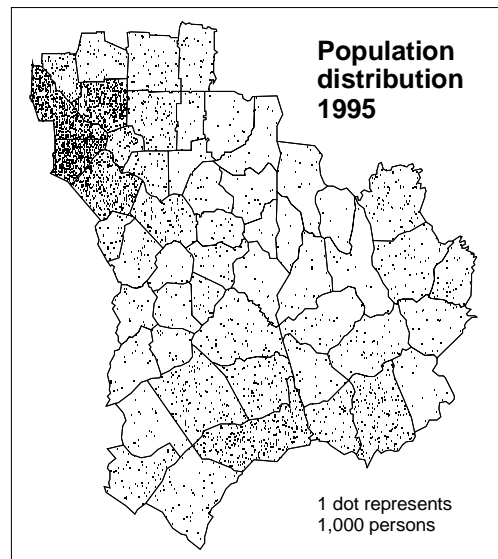 Population
distribution
1995
1 dot represents
1,000 persons